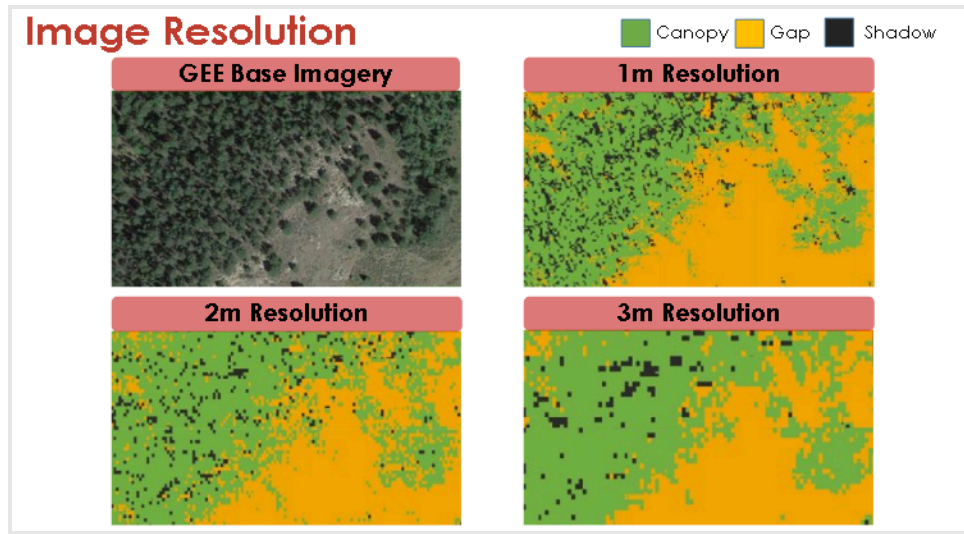 Image Resolution
Canopy Gap Shadow
GEE Base Imagery
1m Resolution
2m Resolution
3m Resolution